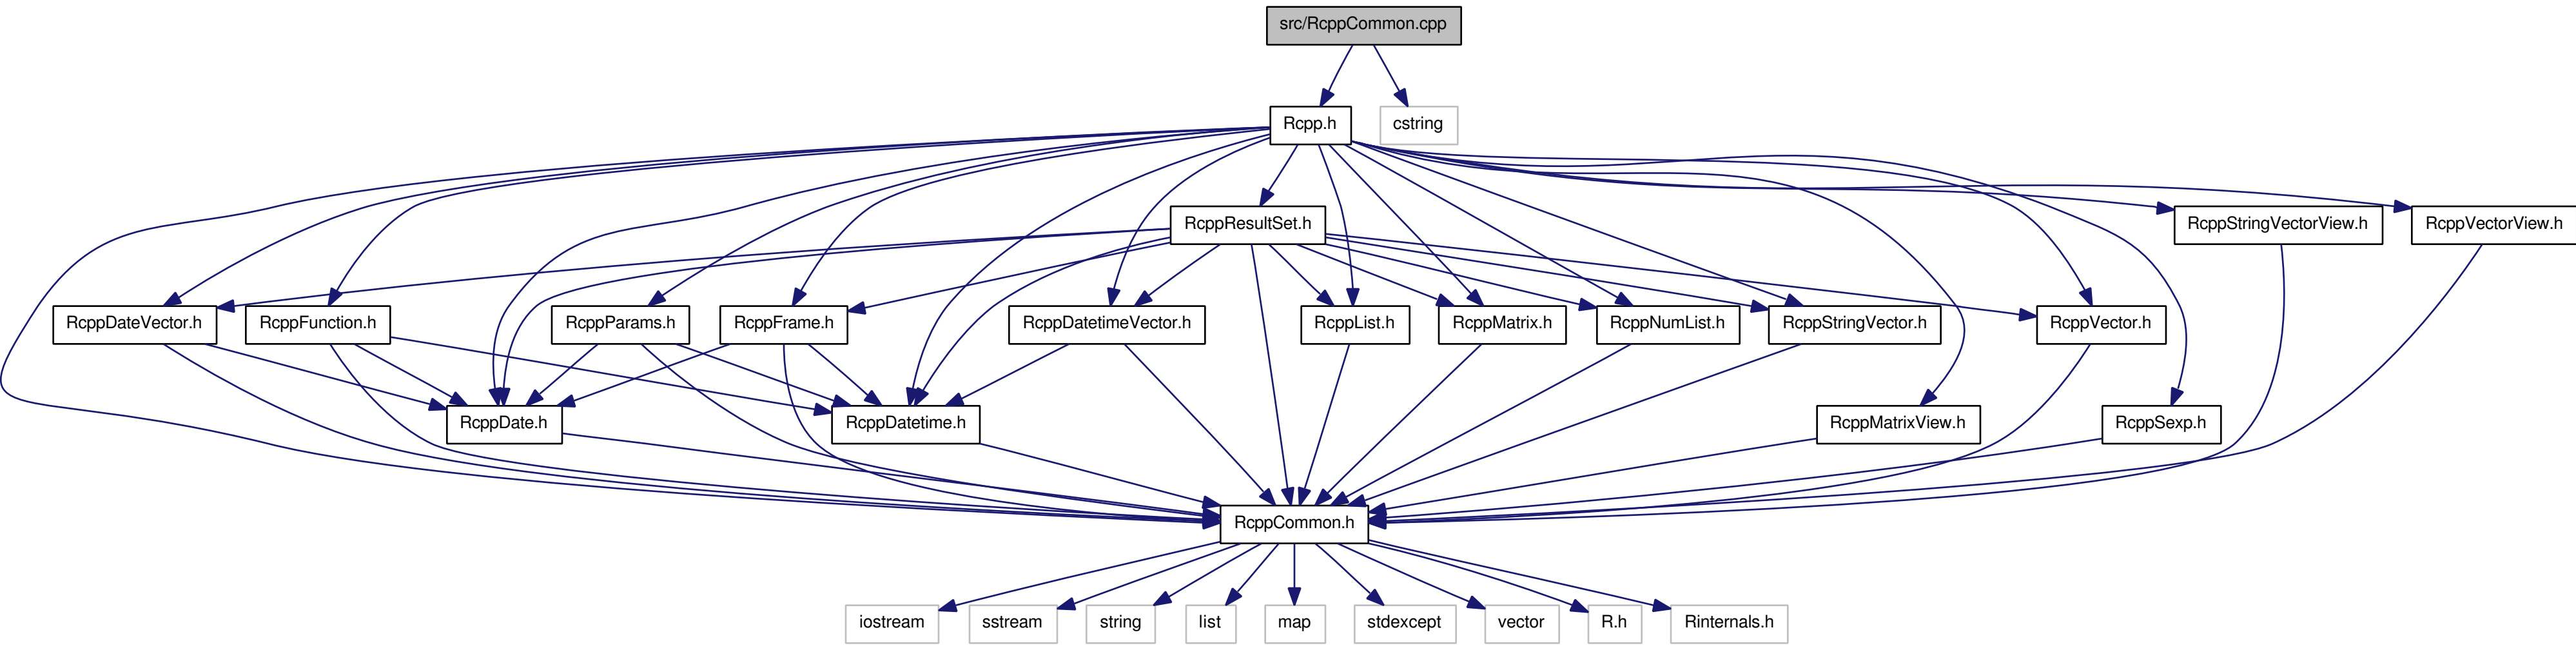 src/RcppCommon.cpp
Rcpp.h
cstring
RcppResultSet.h
RcppStringVectorView.h
RcppVectorView.h
RcppDateVector.h
RcppFunction.h
RcppParams.h
RcppFrame.h
RcppDatetimeVector.h
RcppList.h
RcppMatrix.h
RcppNumList.h
RcppStringVector.h
RcppVector.h
RcppDate.h
RcppDatetime.h
RcppMatrixView.h
RcppSexp.h
RcppCommon.h
iostream
sstream
string
list
map
stdexcept
vector
R.h
Rinternals.h